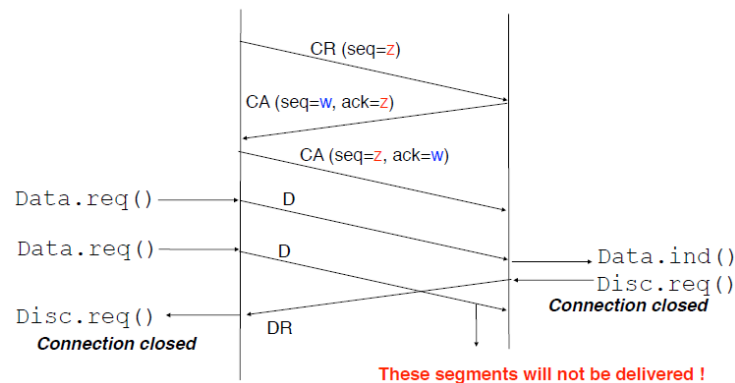 CR (seq=z)
CA (seq=w, ack=z)
CA (seq=z, ack=w)
Data.req()
D
Data.req()
D
Data.ind()
Disc.req()
Connection closed
Disc.req()
DR
Connection closed
These segments will not be delivered !